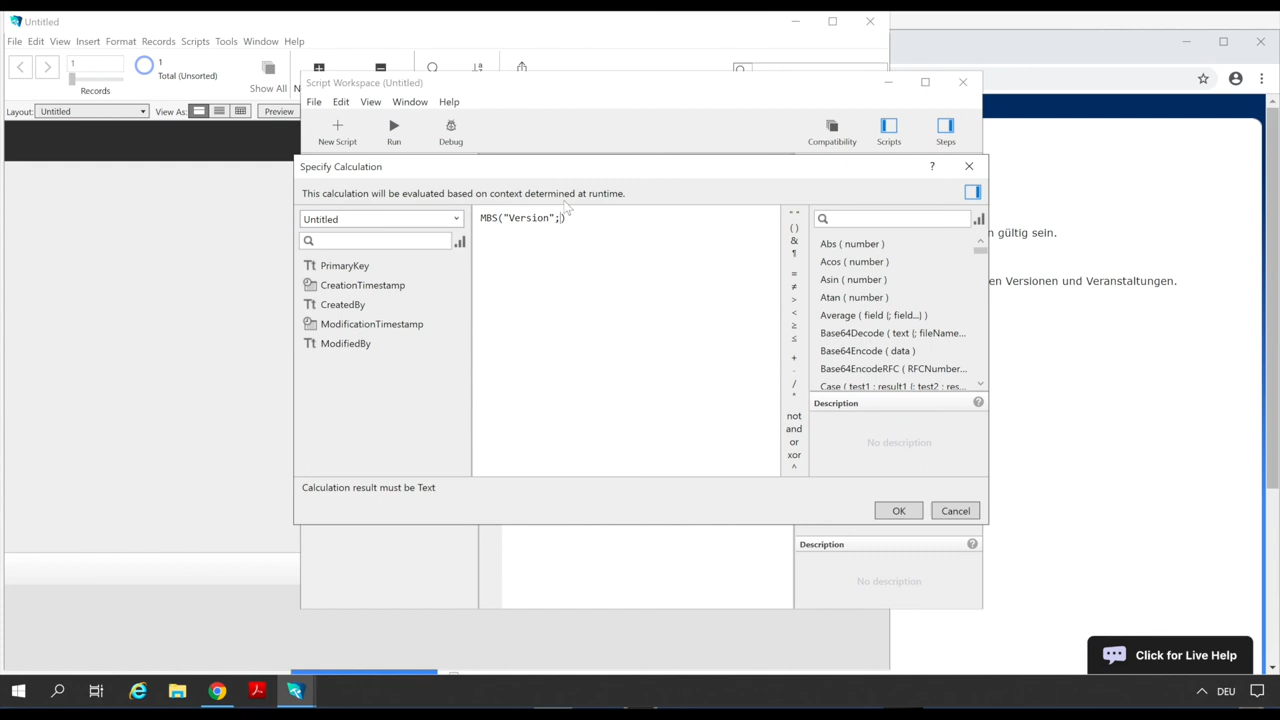 Untitled
File Edit View Insert Format Records Scripts Tools Window Help
1
1
Total (Unsorted)
Records
Show All
Layout: Untitled View As: Preview
Script Workspace (Untitled)
File Edit View Window Help
New Script Run Debug Compatibility Scripts Steps
Specify Calculation
?
This calculation will be evaluated based on context determined at runtime.
Untitled
PrimaryKey
CreationTimestamp
CreatedBy
ModificationTimestamp
ModifiedBy
MBS("Version";)
" "
( )
&
¶
=
≠
>
<
≥
≤
+
-
/
*
not
and
or
xor
^
Abs ( number )
Acos ( number )
Asin ( number )
Atan ( number )
Average ( field {; field...} )
Base64Decode ( text {; fileName...
Base64Encode ( data )
Base64EncodeRFC ( RFCNumber...
Case ( test1 ; result1 {; test2 ; res...
Description
No description
Calculation result must be Text
OK Cancel
Description
No description
gültig sein.
en Versionen und Veranstaltungen.
Click for Live Help
DEU